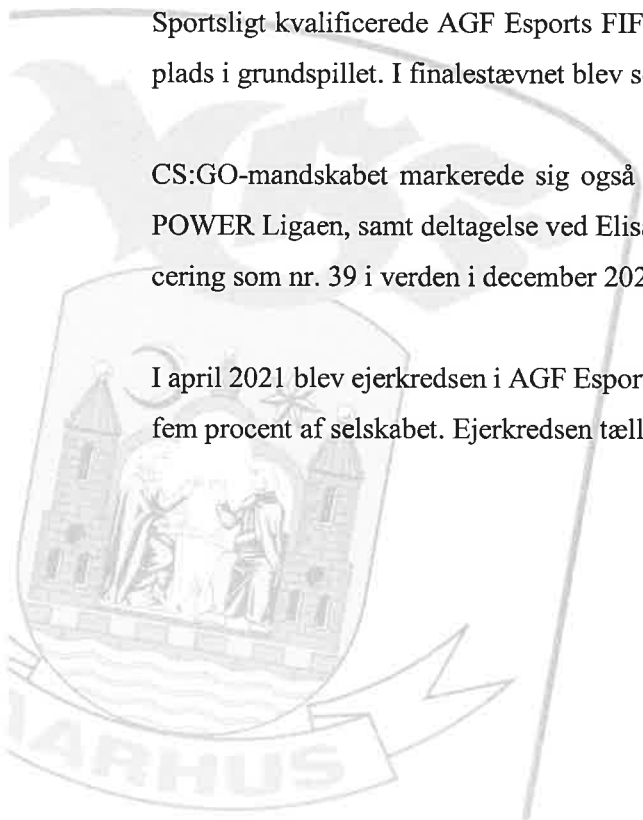 Sportsligt kvalificerede AGF Esports FIF
plads i grundspillet. I finalestævnet blev s
CS:GO-mandskabet markerede sig også
POWER Ligaen, samt deltagelse ved Elis
cering som nr. 39 i verden i december 202
I april 2021 blev ejerkredsen i AGF Espor
fem procent af selskabet. Ejerkredsen tæll
AGF
AARHUS